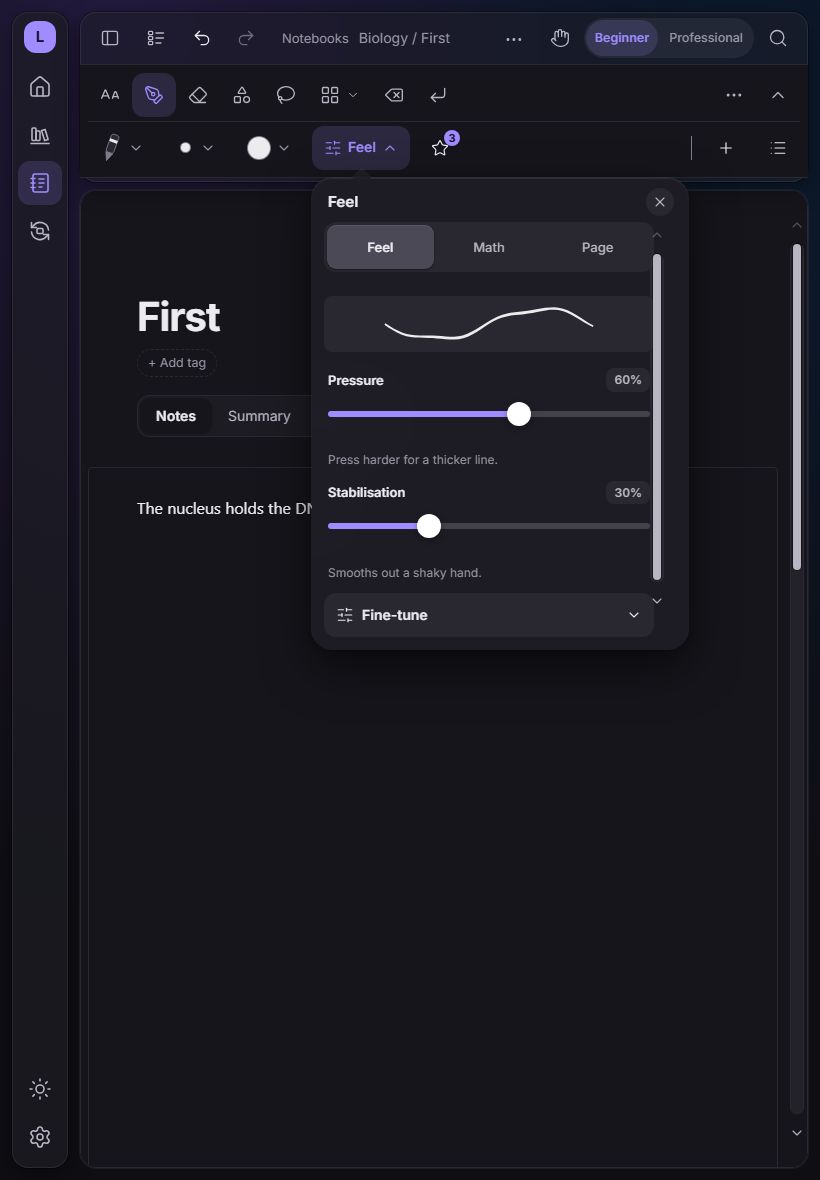 L
Notebooks Biology / First
Beginner Professional
AA
Feel
3
Feel
Feel Math Page
First
+ Add tag
Pressure 60%
Notes Summary
Press harder for a thicker line.
Stabilisation 30%
The nucleus holds the
Smooths out a shaky hand.
Fine-tune